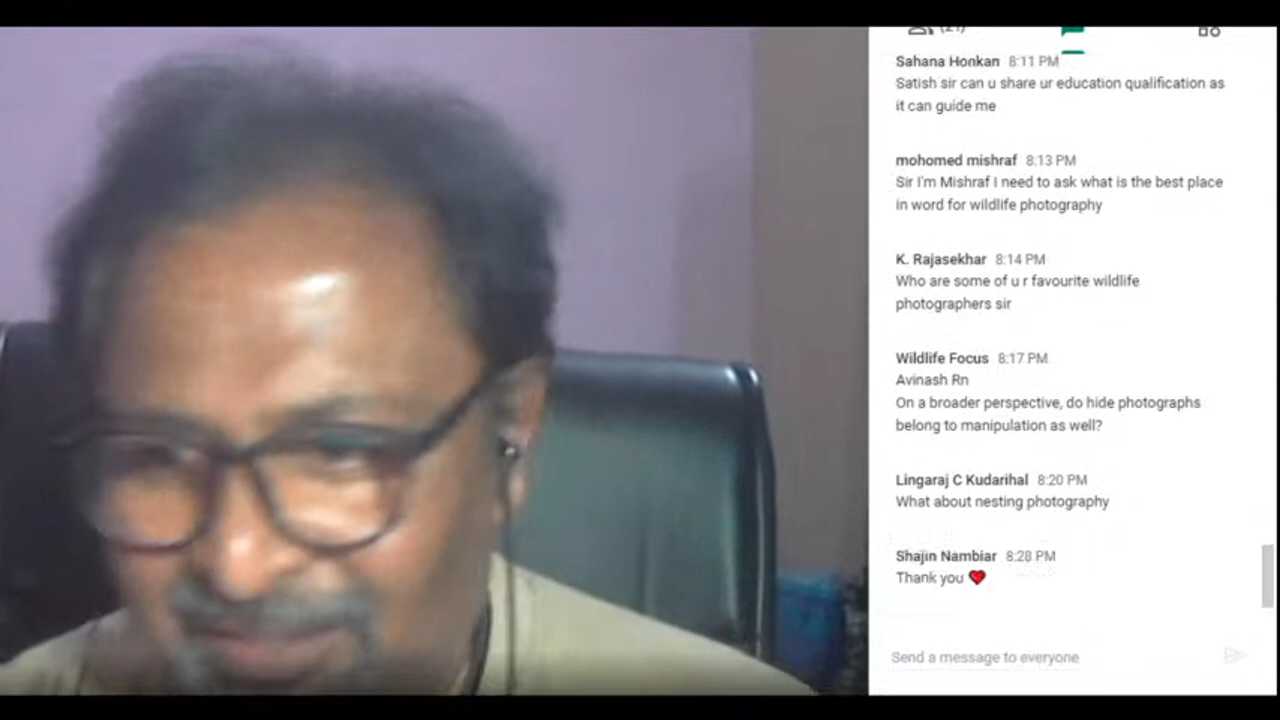 (21)
Sahana Honkan 8:11 PM
Satish sir can u share ur education qualification as
it can guide me
mohomed mishraf 8:13 PM
Sir I'm Mishraf I need to ask what is the best place
in word for wildlife photography
K. Rajasekhar 8:14 PM
Who are some of u r favourite wildlife
photographers sir
Wildlife Focus 8:17 PM
Avinash Rn
On a broader perspective, do hide photographs
belong to manipulation as well?
Lingaraj C Kudarihal 8:20 PM
What about nesting photography
Shajin Nambiar 8:28 PM
Thank you ❤️
Send a message to everyone